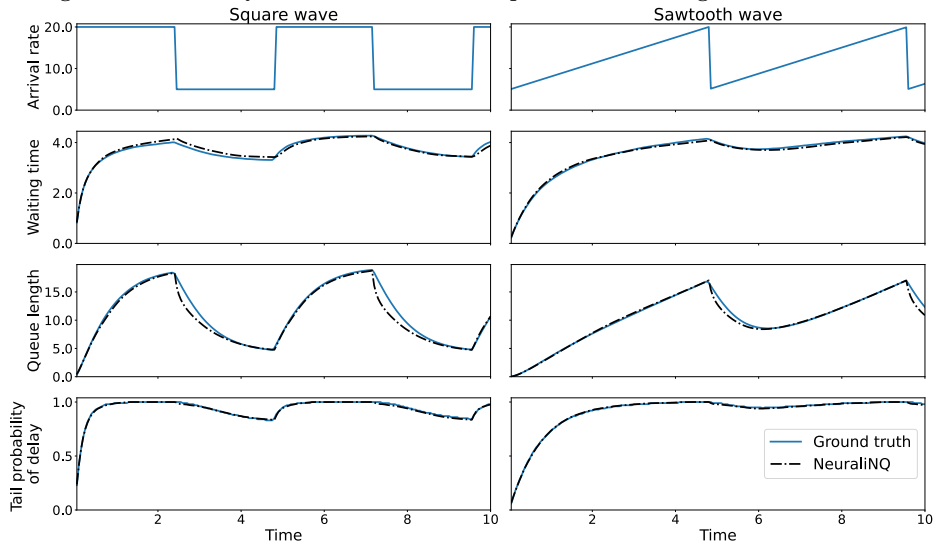 Square wave
Sawtooth wave
Arrival rate
20.0
10.0
0.0
Waiting time
4.0
2.0
0.0
Queue length
15.0
10.0
5.0
0.0
Tail probability
of delay
1.0
0.5
0.0
2 4 6 8 10
Time
2 4 6 8 10
Time
Ground truth
NeuraliNQ